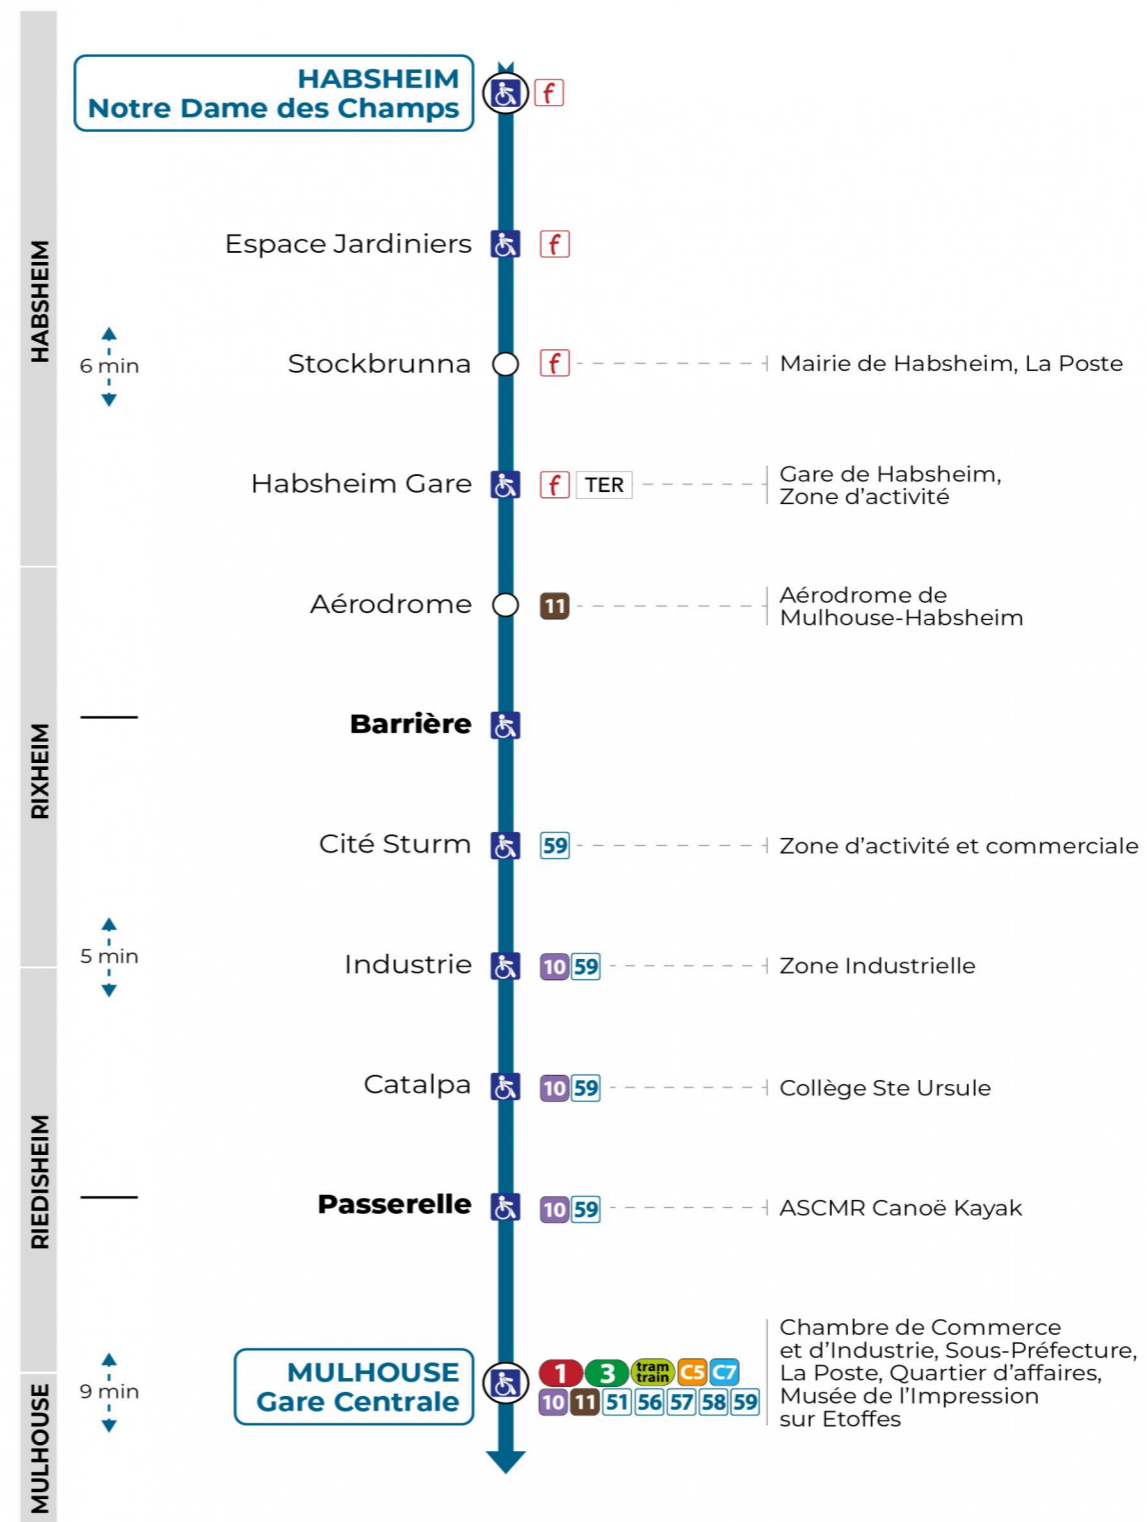 HABSHEIM
Notre Dame des Champs
f
Espace Jardiniers
f
HABSHEIM
6 min
Stockbrunna
f
Mairie de Habsheim, La Poste
Habsheim Gare
f TER
Gare de Habsheim,
Zone d'activité
Aérodrome
11
Aérodrome de
Mulhouse-Habsheim
RIXHEIM
Barrière
Cité Sturm
59
Zone d'activité et commerciale
5 min
Industrie
10 59
Zone Industrielle
Catalpa
10 59
Collège Ste Ursule
RIEDISHEIM
Passerelle
10 59
ASCMR Canoë Kayak
MULHOUSE
9 min
MULHOUSE
Gare Centrale
1 3 tram train C5 C7
10 11 51 56 57 58 59
Chambre de Commerce
et d'Industrie, Sous-Préfecture,
La Poste, Quartier d'affaires,
Musée de l'Impression
sur Etoffes